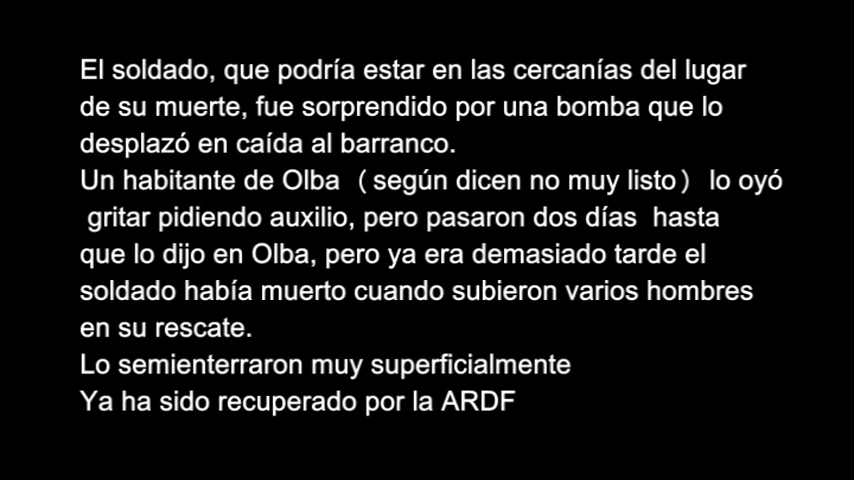 El soldado, que podría estar en las cercanías del lugar
de su muerte, fue sorprendido por una bomba que lo
desplazó en caída al barranco.
Un habitante de Olba (según dicen no muy listo) lo oyó
gritar pidiendo auxilio, pero pasaron dos días hasta
que lo dijo en Olba, pero ya era demasiado tarde el
soldado había muerto cuando subieron varios hombres
en su rescate.
Lo semienterraron muy superficialmente
Ya ha sido recuperado por la ARDF